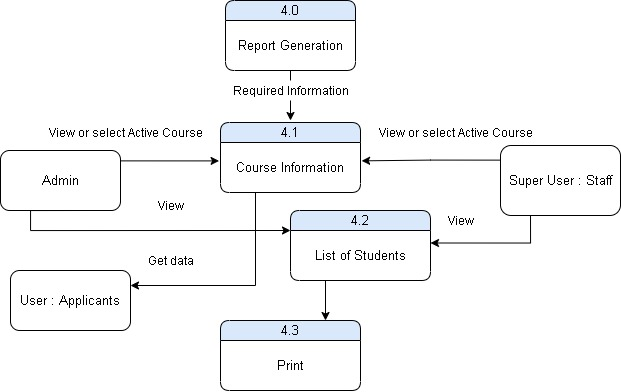 4.0
Report Generation
Required Information
View or select Active Course
4.1
View or select Active Course
Course Information
Admin
Super User : Staff
View
4.2
View
List of Students
Get data
User : Applicants
4.3
Print